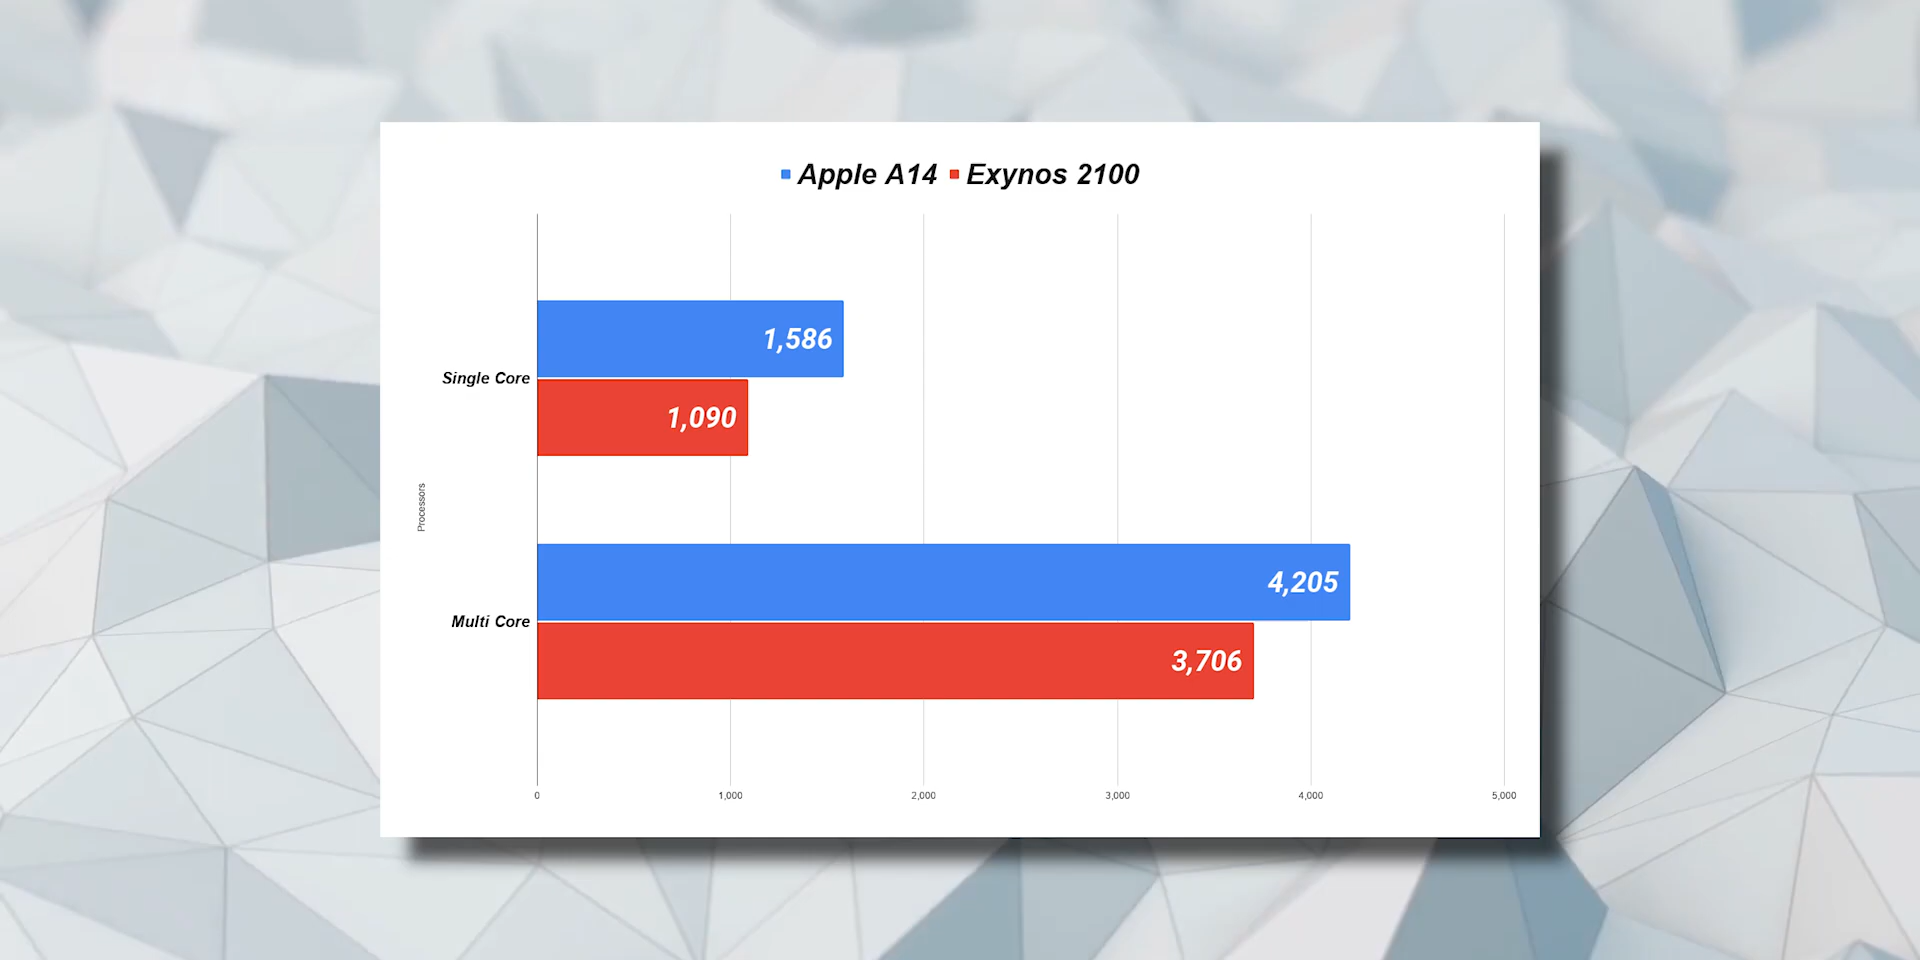 Apple A14 Exynos 2100
1,586
Single Core
1,090
Processors
4,205
Multi Core
3,706
0 1,000 2,000 3,000 4,000 5,000